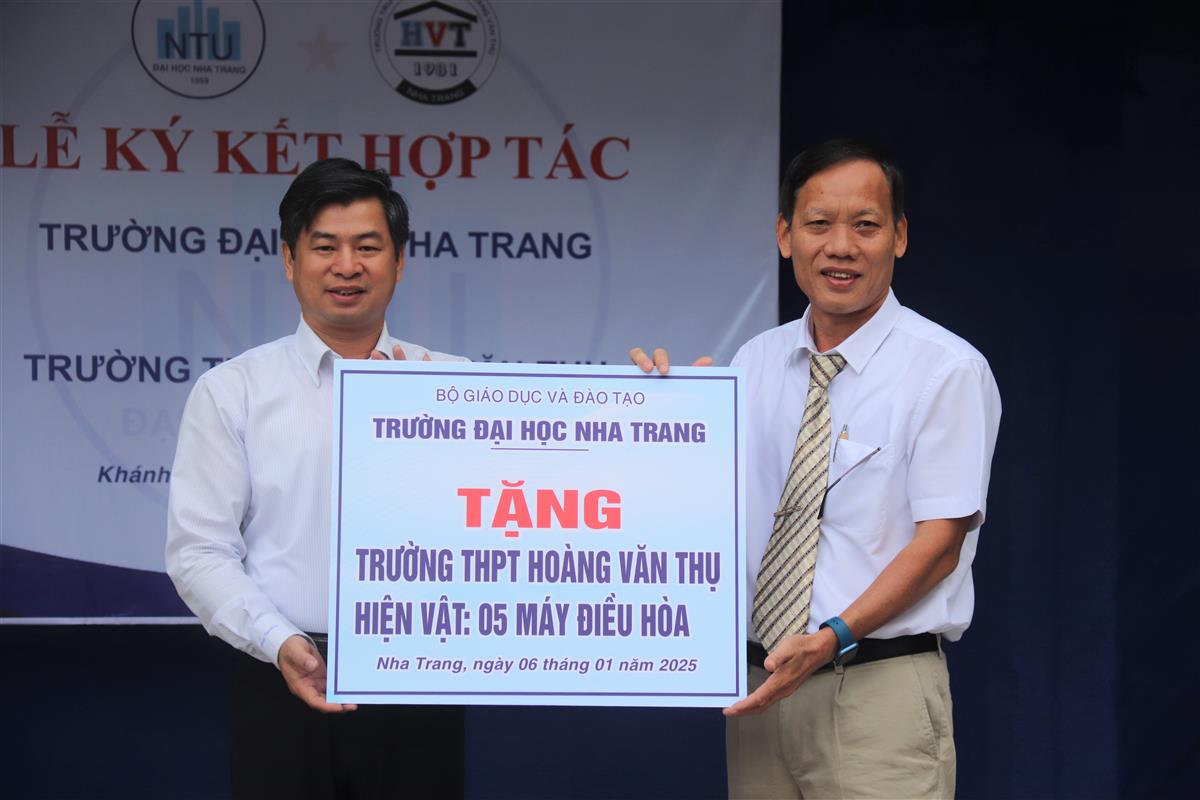 NTU
ĐẠI HỌC NHA TRANG
1959
HVT
1981
NHA TRANG
LỄ KÝ KẾT HỢP TÁC
TRƯỜNG ĐẠI NHA TRANG
TRƯỜNG
Khánh
BỘ GIÁO DỤC VÀ ĐÀO TẠO
TRƯỜNG ĐẠI HỌC NHA TRANG
TẶNG
TRƯỜNG THPT HOÀNG VĂN THỤ
HIỆN VẬT: 05 MÁY ĐIỀU HÒA
Nha Trang, ngày 06 tháng 01 năm 2025